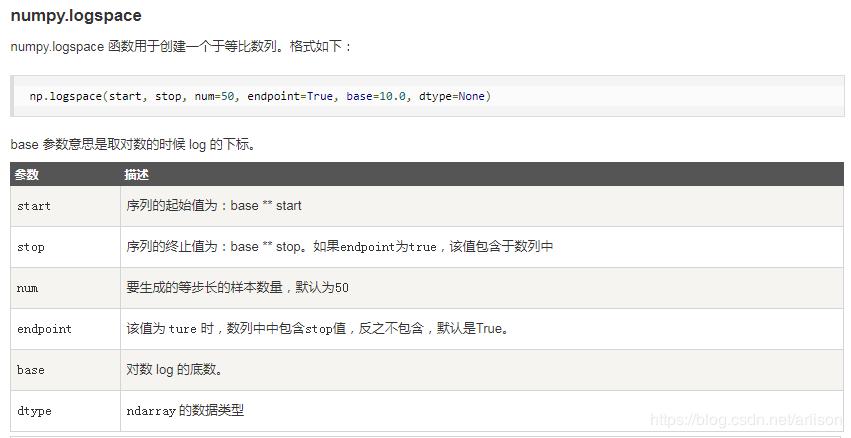 numpy.logspace
numpy.logspace 函数用于创建一个于等比数列。格式如下：
np.logspace(start, stop, num=50, endpoint=True, base=10.0, dtype=None)
base 参数意思是取对数的时候 log 的下标。
参数 描述
start 序列的起始值为：base ** start
stop 序列的终止值为：base ** stop。如果endpoint为true，该值包含于数列中
num 要生成的等步长的样本数量，默认为50
endpoint 该值为 ture 时，数列中中包含stop值，反之不包含，默认是True。
base 对数 log 的底数。
dtype ndarray 的数据类型
https://blog.csdn.net/arlison